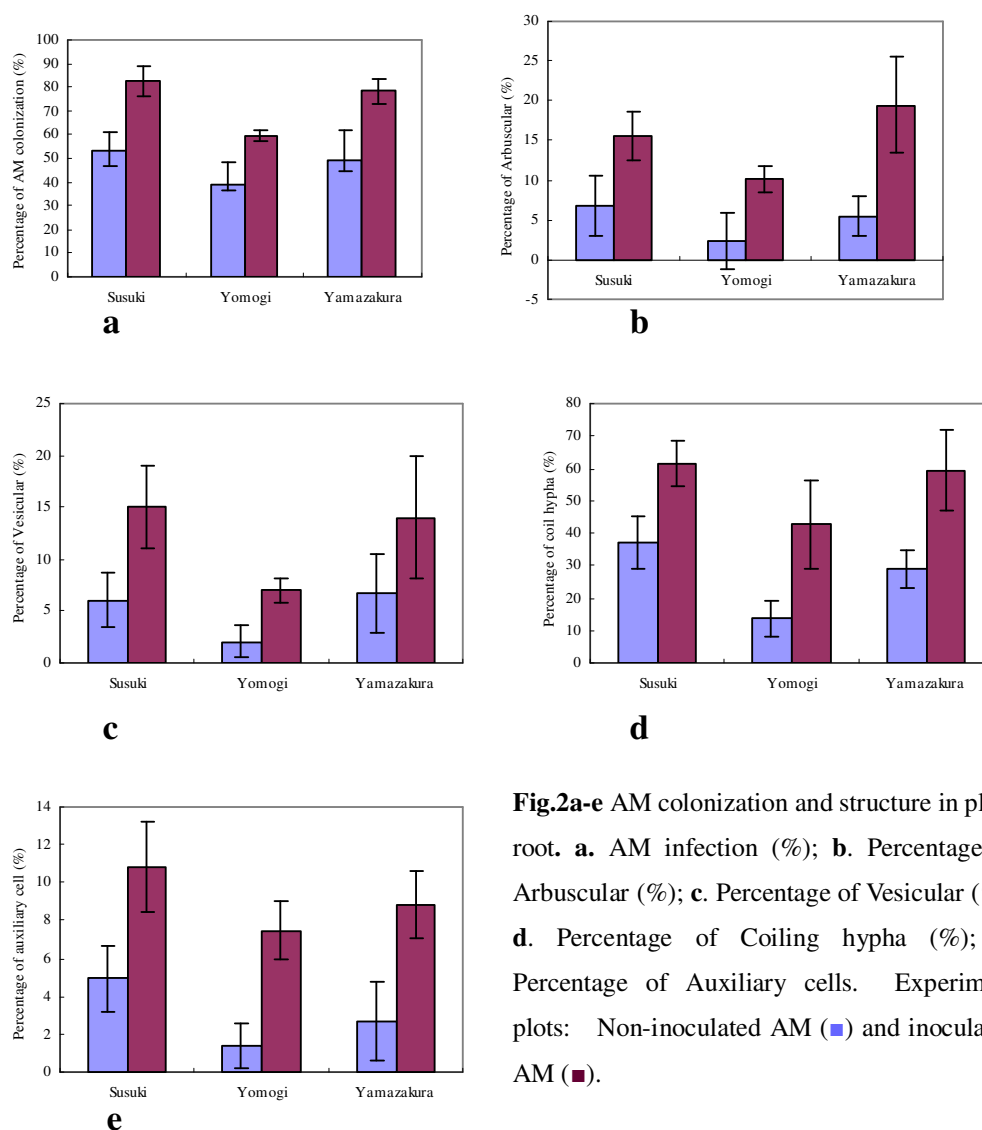 100
90
80
70
60
50
40
30
20
10
0
Percentage of AM colonization (%)
Susuki Yomogi Yamazakura
a
30
25
20
15
10
5
0
-5
Percentage of Arbuscular (%)
Susuki Yomogi Yamazakura
b
25
20
15
10
5
0
Percentage of Vesicular (%)
Susuki Yomogi Yamazakura
c
80
70
60
50
40
30
20
10
0
Percentage of coil hypha (%)
Susuki Yomogi Yamazakura
d
14
12
10
8
6
4
2
0
Percentage of auxiliary cell (%)
Susuki Yomogi Yamazakura
e
Fig.2a-e AM colonization and structure in
root. a. AM infection (%); b. Percentage
Arbuscular (%); c. Percentage of Vesicular (
d. Percentage of Coiling hypha (%);
Percentage of Auxiliary cells. Experim
plots: Non-inoculated AM (■) and inocula
AM (■).